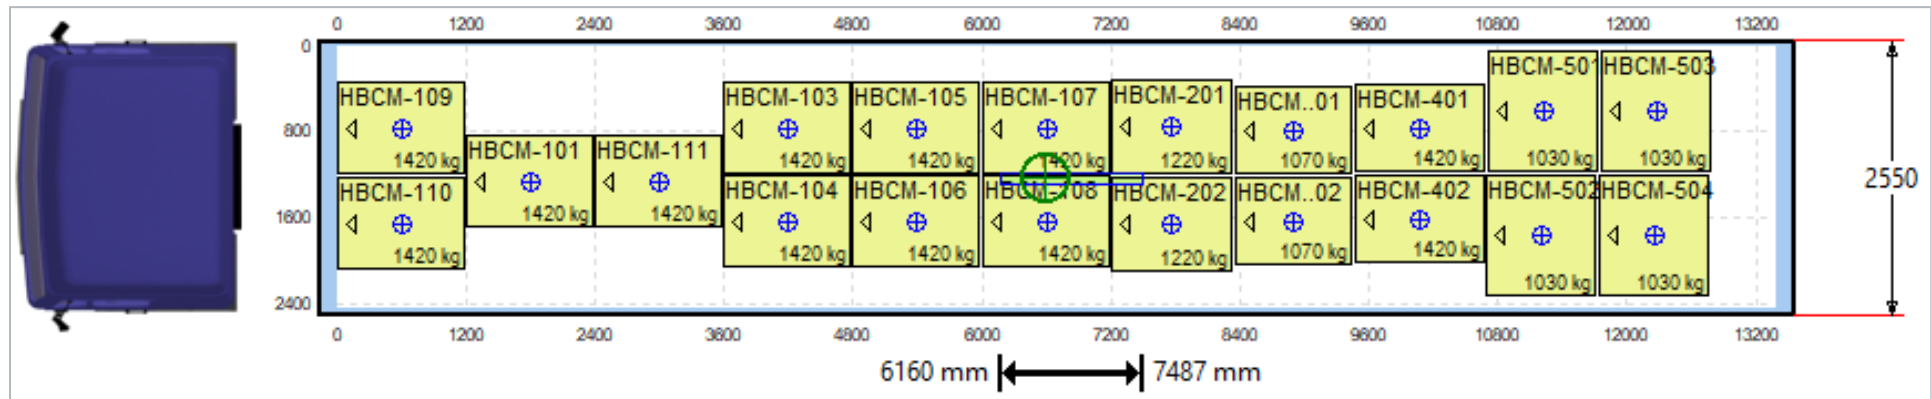 0 1200 2400 3600 4800 6000 7200 8400 9600 10800 12000 13200
0
800
1600
2400
HBCM-109
1420 kg
HBCM-110
1420 kg
HBCM-101
1420 kg
HBCM-111
1420 kg
HBCM-103
1420 kg
HBCM-104
1420 kg
HBCM-105
1420 kg
HBCM-106
1420 kg
HBCM-107
1420 kg
HBCM-108
1420 kg
HBCM-201
1220 kg
HBCM-202
1220 kg
HBCM..01
1070 kg
HBCM..02
1070 kg
HBCM-401
1420 kg
HBCM-402
1420 kg
HBCM-501
1030 kg
HBCM-502
1030 kg
HBCM-503
1030 kg
HBCM-504
1030 kg
2550
0 1200 2400 3600 4800 6000 7200 8400 9600 10800 12000 13200
6160 mm 7487 mm